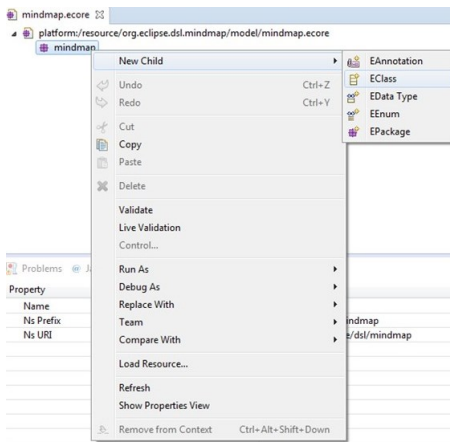 mindmap.ecore
platform:/resource/org.eclipse.dsl.mindmap/model/mindmap.ecore
mindmap
New Child
EAnnotation
EClass
EData Type
EEnum
EPackage
Undo Ctrl+Z
Redo Ctrl+Y
Cut
Copy
Paste
Delete
Validate
Live Validation
Control...
Problems
Property
Run As
Name
Debug As
Ns Prefix
Replace With
Team
indmap
Ns URI
Compare With
e/dsl/mindmap
Load Resource...
Refresh
Show Properties View
Remove from Context Ctrl+Alt+Shift+Down